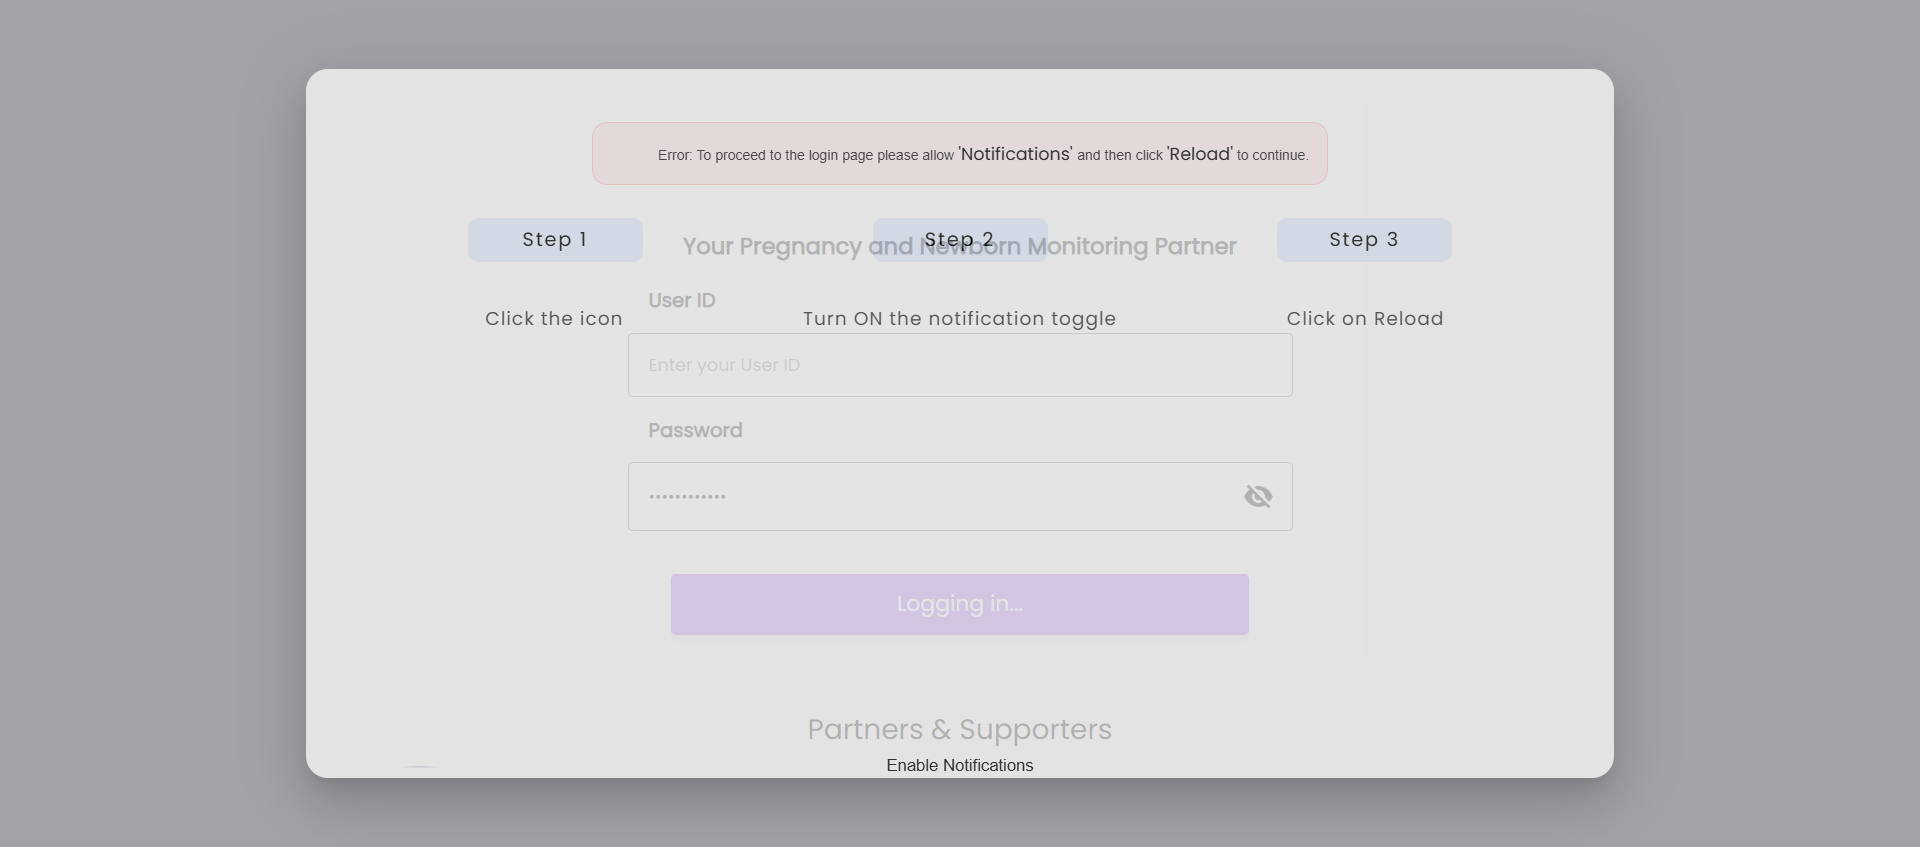 Error: To proceed to the login page please allow 'Notifications' and then click 'Reload' to continue.
Step 1
Step 2
Step 3
Your Pregnancy and Newborn Monitoring Partner
User ID
Click the icon
Turn ON the notification toggle
Click on Reload
Enter your User ID
Password
••••••••••••
Logging in...
Partners & Supporters
Enable Notifications